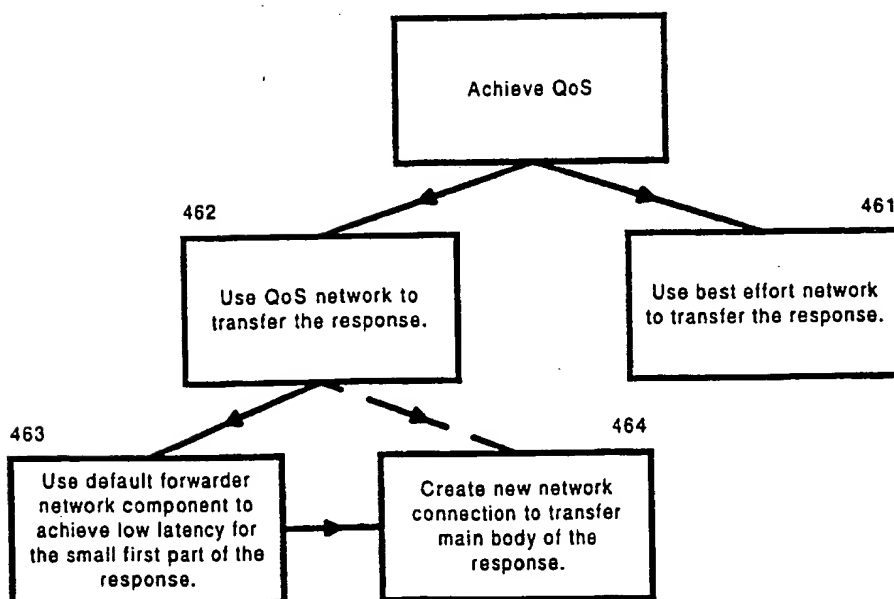 Achieve QoS
462
461
Use QoS network to
transfer the response.
Use best effort network
to transfer the response.
463
464
Use default forwarder
network component to
achieve low latency for
the small first part of the
response.
Create new network
connection to transfer
main body of the
response.